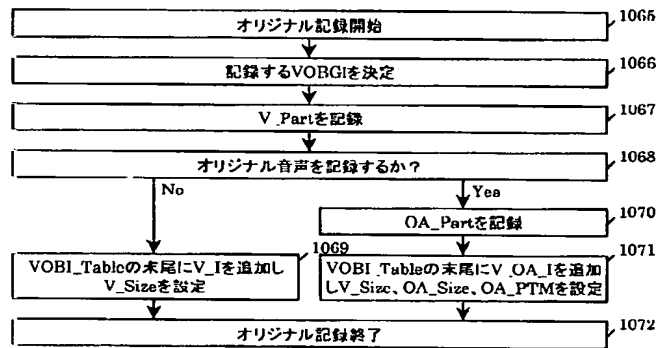 オリジナル記録開始
1065
記録するVOBGIを決定
1066
V_Partを記録
1067
オリジナル音声を記録するか?
1068
No
Yes
OA_Partを記録
1070
1069
VOBI_Tableの末尾にV_Iを追加し
V_Sizeを設定
1071
VOBI_Tableの末尾にV_OA_Iを追加
しV_Size、OA_Size、OA_PTMを設定
オリジナル記録終了
1072